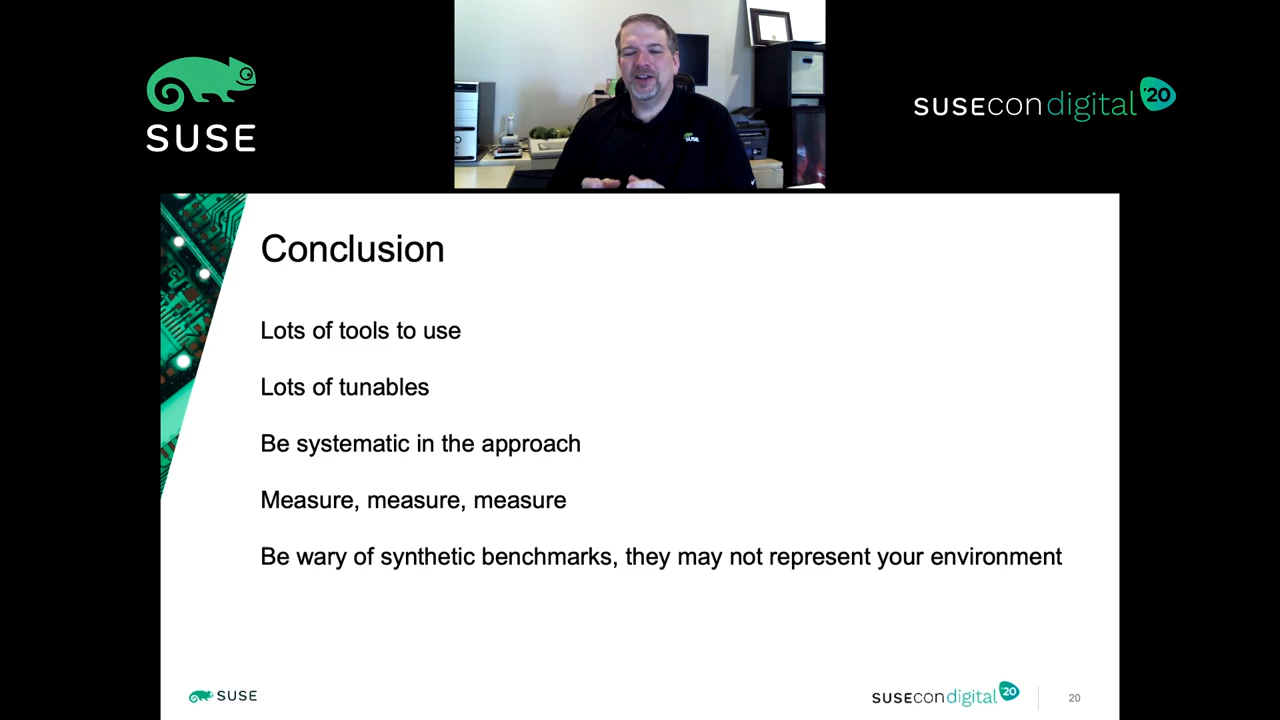 SUSE
SUSEcon digital '20
SUSE
Conclusion
Lots of tools to use
Lots of tunables
Be systematic in the approach
Measure, measure, measure
Be wary of synthetic benchmarks, they may not represent your environment
SUSE
SUSEcon digital '20
20